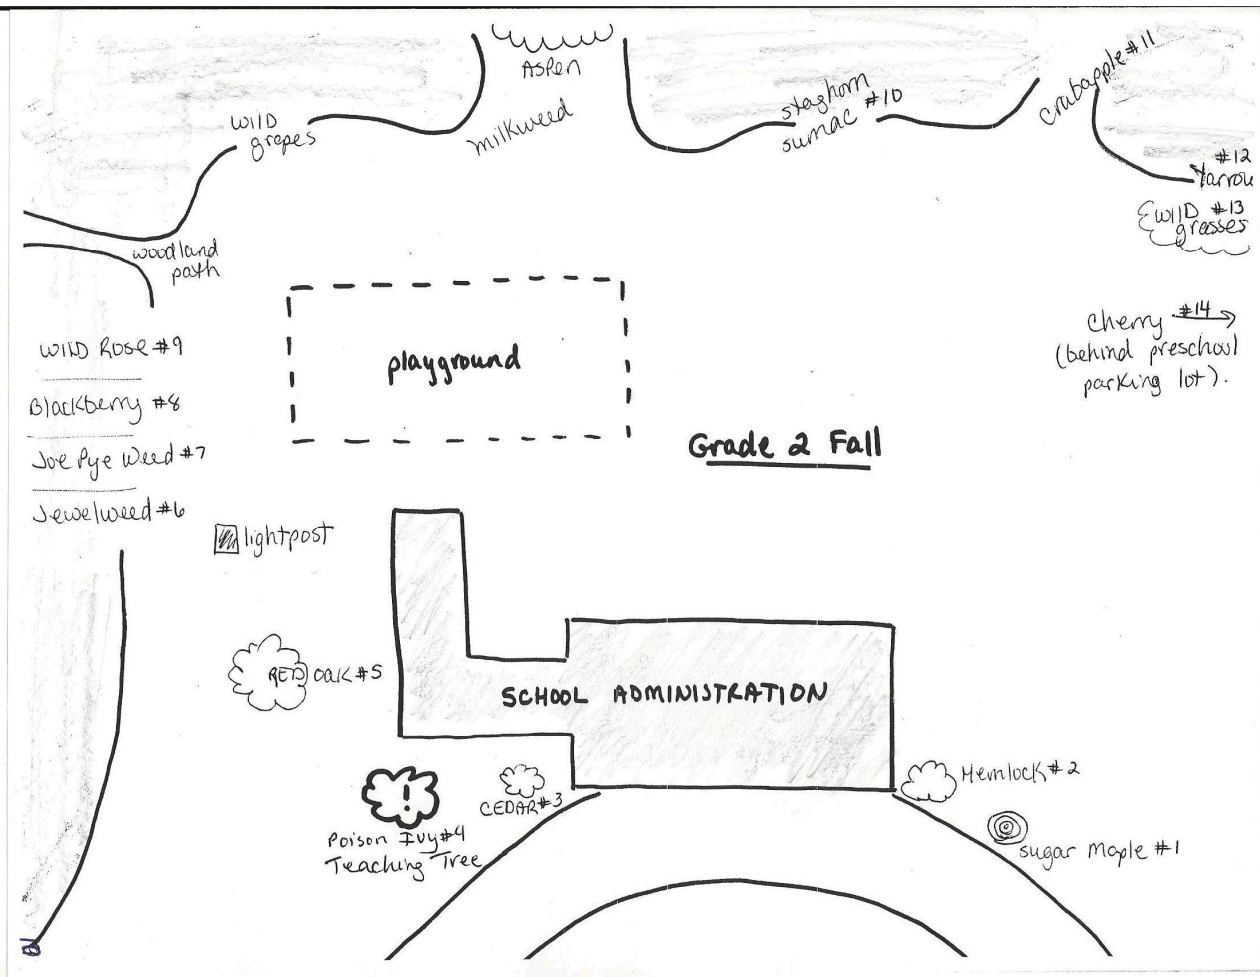 Aspen
milkweed
wild
grapes
staghorn
sumac #10
crabapple #11
#12
Yarrow
wild #13
grasses
woodland
path
Cherry #14
(behind preschool
parking lot).
playground
Wild Rose #9
Blackberry #8
Joe Pye Weed #7
Jewelweed #6
Grade 2 Fall
lightpost
RED oak #5
SCHOOL ADMINISTRATION
Hemlock #2
CEDAR #3
!
Poison Ivy #4
Teaching Tree
sugar maple #1